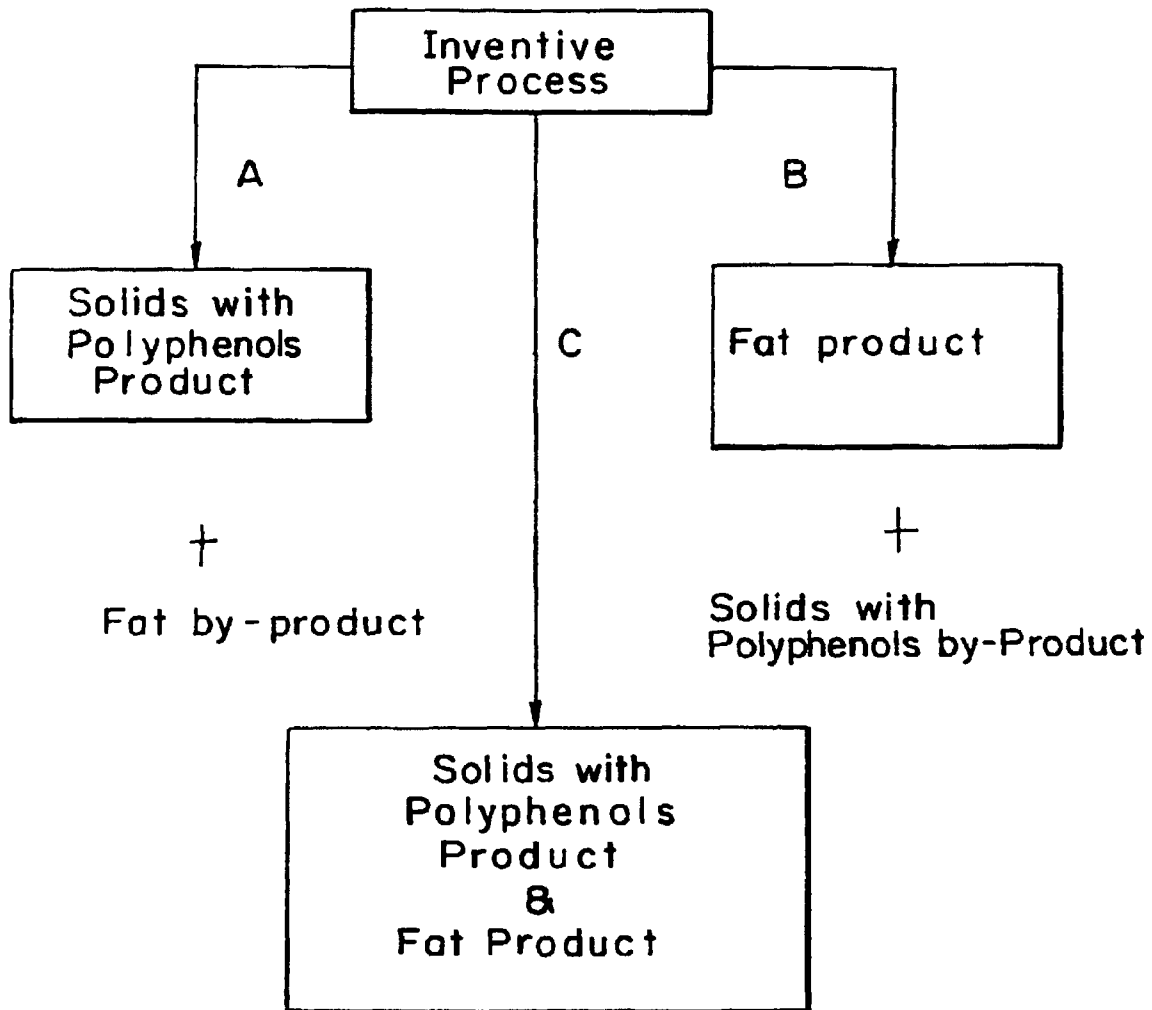 Inventive
Process
A
B
Solids with
Polyphenols
Product
C
Fat product
+
Fat by-product
+
Solids with
Polyphenols by-Product
Solids with
Polyphenols
Product
&
Fat Product